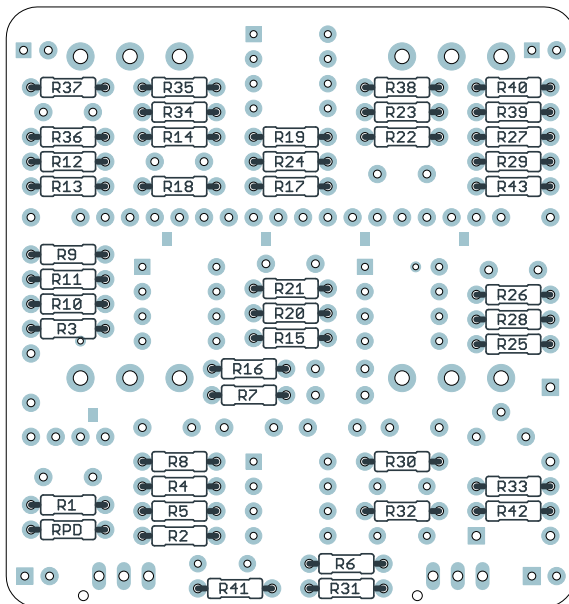 R37 R35 R38 R40
R34 R23 R39
R36 R14 R19 R22 R27
R12 R24 R29
R13 R18 R17 R43
R9
R11
R21 R26
R10
R20 R28
R3
R15 R25
R16
R7
R8 R30
R4 R33
R1 R5 R32 R42
RPD R2
R6
R41 R31